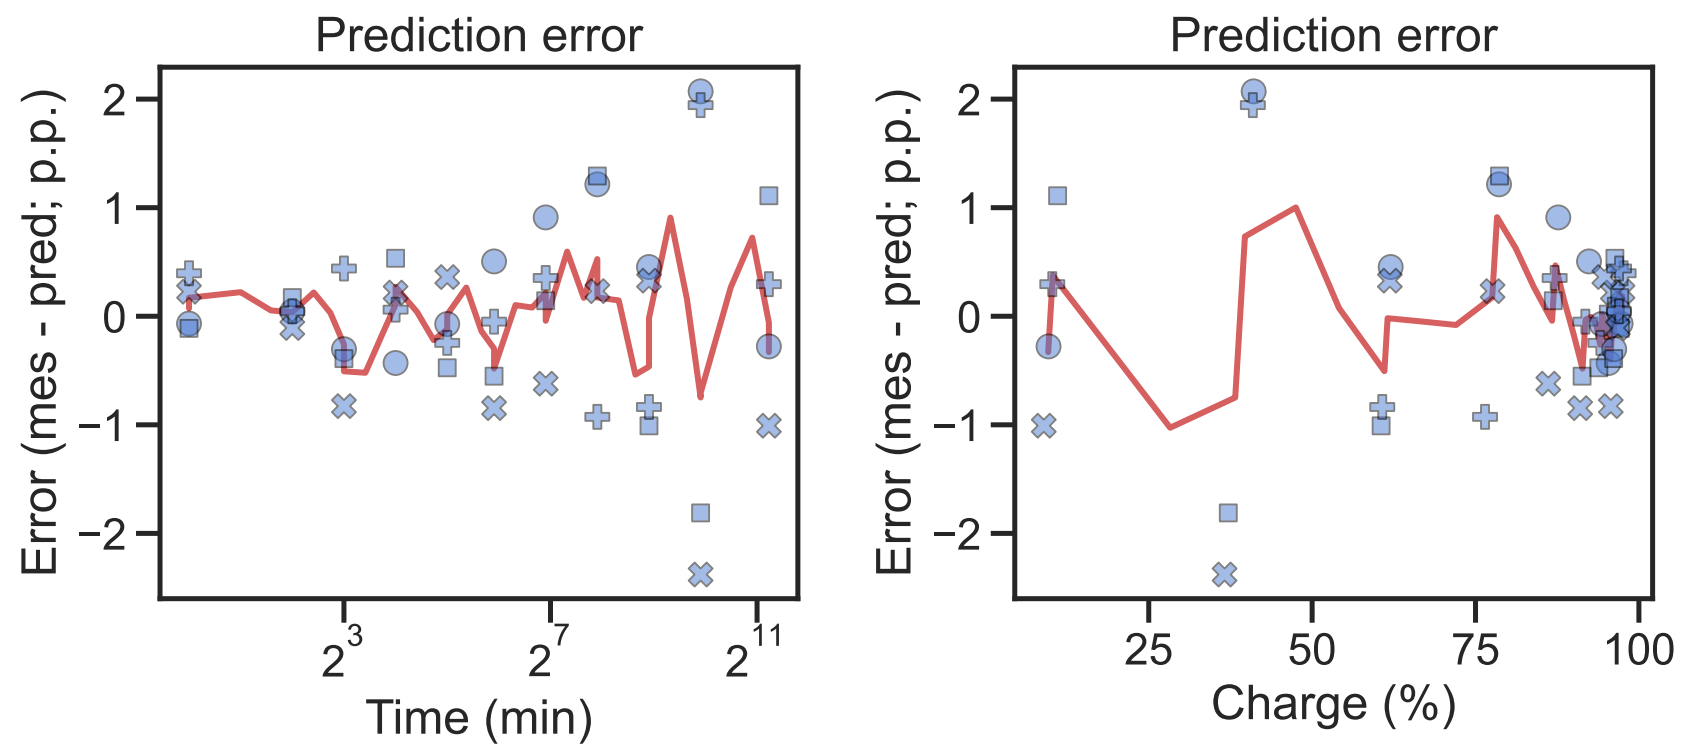 Prediction error
Error (mes - pred; p.p.)
2
1
0
−1
−2
2^3
2^7
2^11
Time (min)
Prediction error
Error (mes - pred; p.p.)
2
1
0
−1
−2
25
50
75
100
Charge (%)